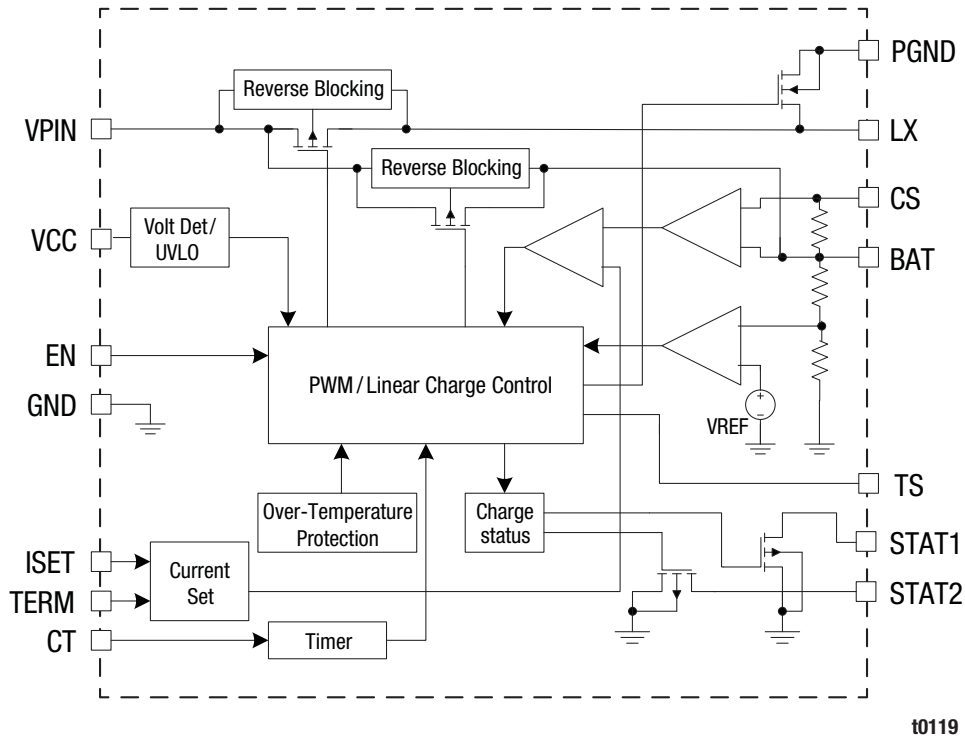 PGND
Reverse Blocking
VPIN
LX
Reverse Blocking
CS
VCC
Volt Det/
UVLO
BAT
EN
PWM / Linear Charge Control
GND
+
−
VREF
TS
Over-Temperature
Protection
Charge
status
STAT1
ISET
Current
Set
TERM
STAT2
CT
Timer
t0119